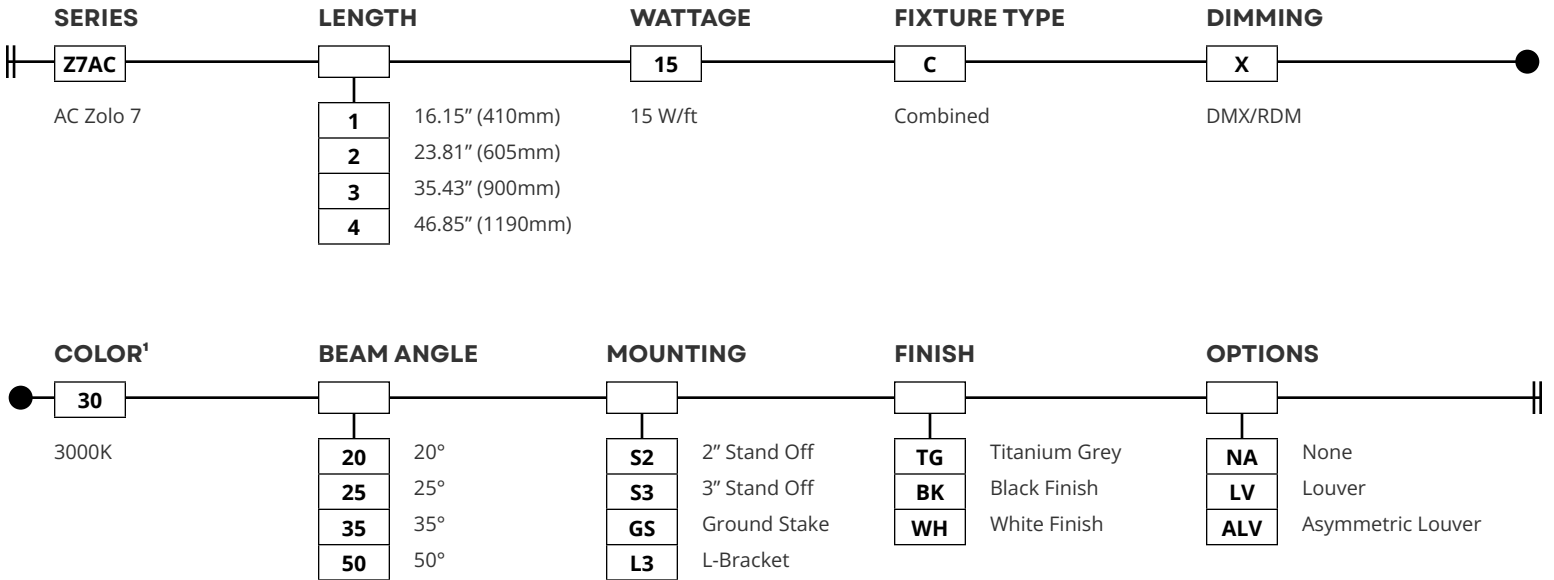 SERIES LENGTH WATTAGE FIXTURE TYPE DIMMING
Z7AC 15 C X
AC Zolo 7 1 16.15” (410mm) 15 W/ft Combined DMX/RDM
2 23.81” (605mm)
3 35.43” (900mm)
4 46.85” (1190mm)
COLOR¹ BEAM ANGLE MOUNTING FINISH OPTIONS
30
3000K 20 20° S2 2” Stand Off TG Titanium Grey NA None
25 25° S3 3” Stand Off BK Black Finish LV Louver
35 35° GS Ground Stake WH White Finish ALV Asymmetric Louver
50 50° L3 L-Bracket